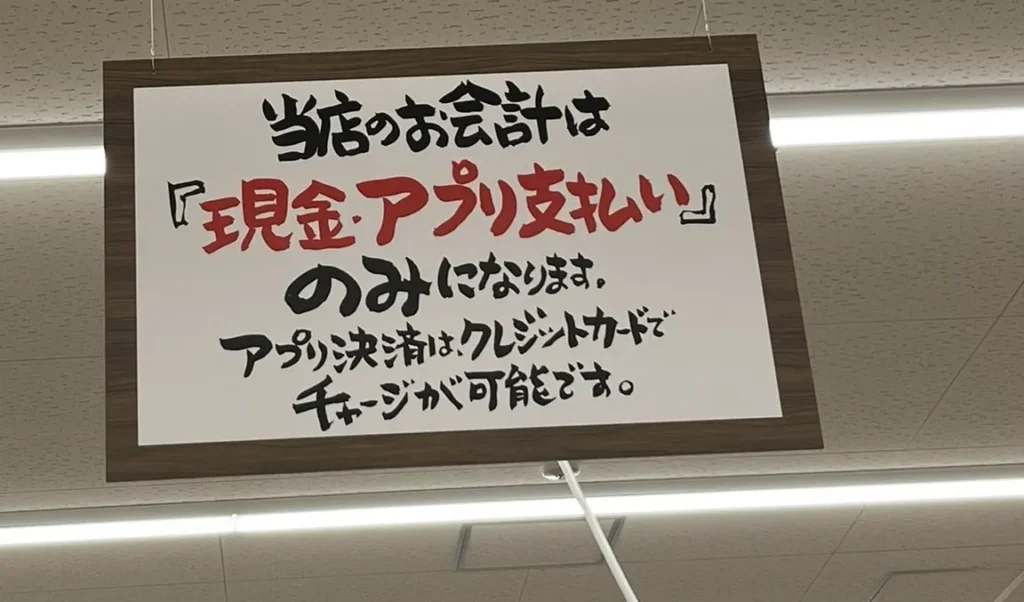 当店のお会計は
『現金・アプリ支払い』
のみになります。
アプリ決済は、クレジットカードで
チャージが可能です。